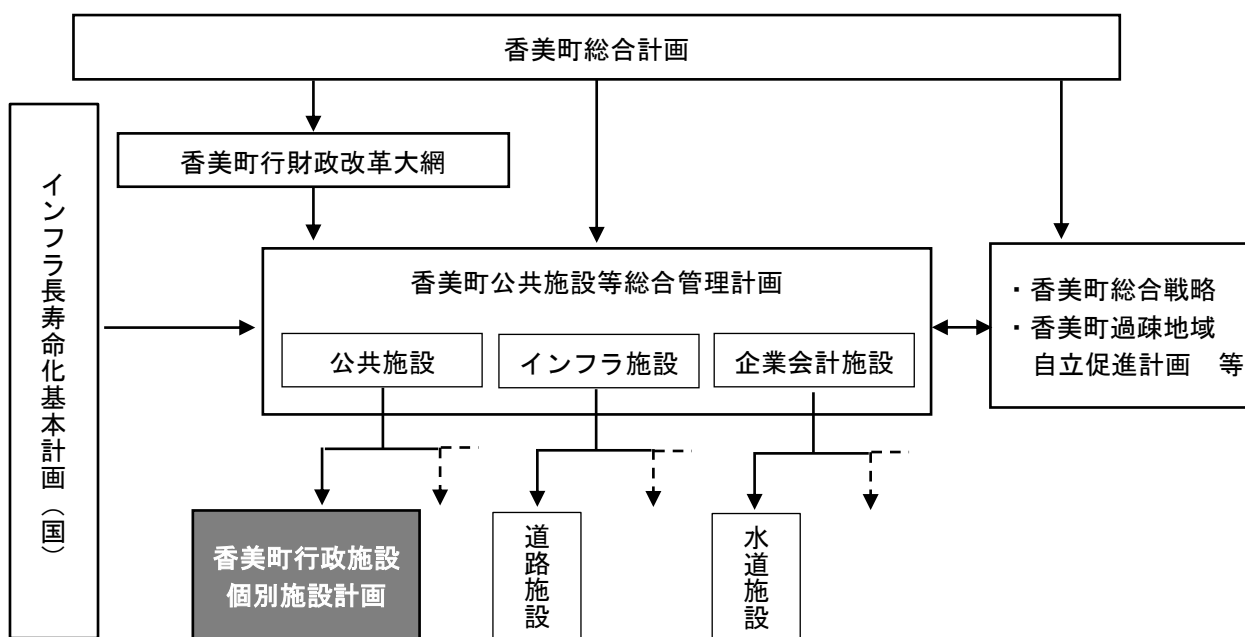 香美町総合計画
インフラ長寿命化基本計画（国）
香美町行財政改革大綱
香美町公共施設等総合管理計画
公共施設
インフラ施設
企業会計施設
・香美町総合戦略
・香美町過疎地域
自立促進計画　等
香美町行政施設
個別施設計画
道路施設
水道施設